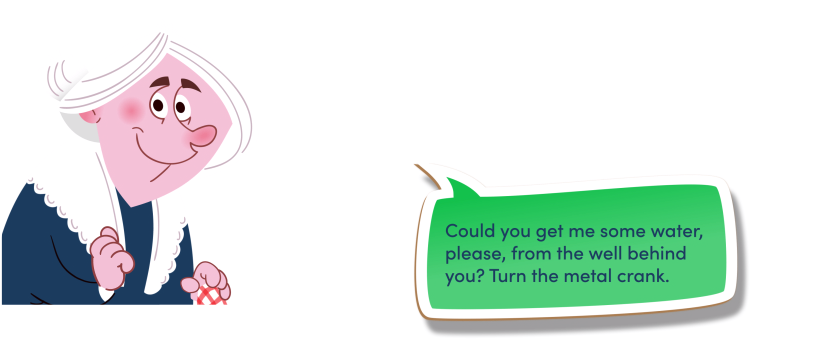 Could you get me some water,
please, from the well behind
you? Turn the metal crank.